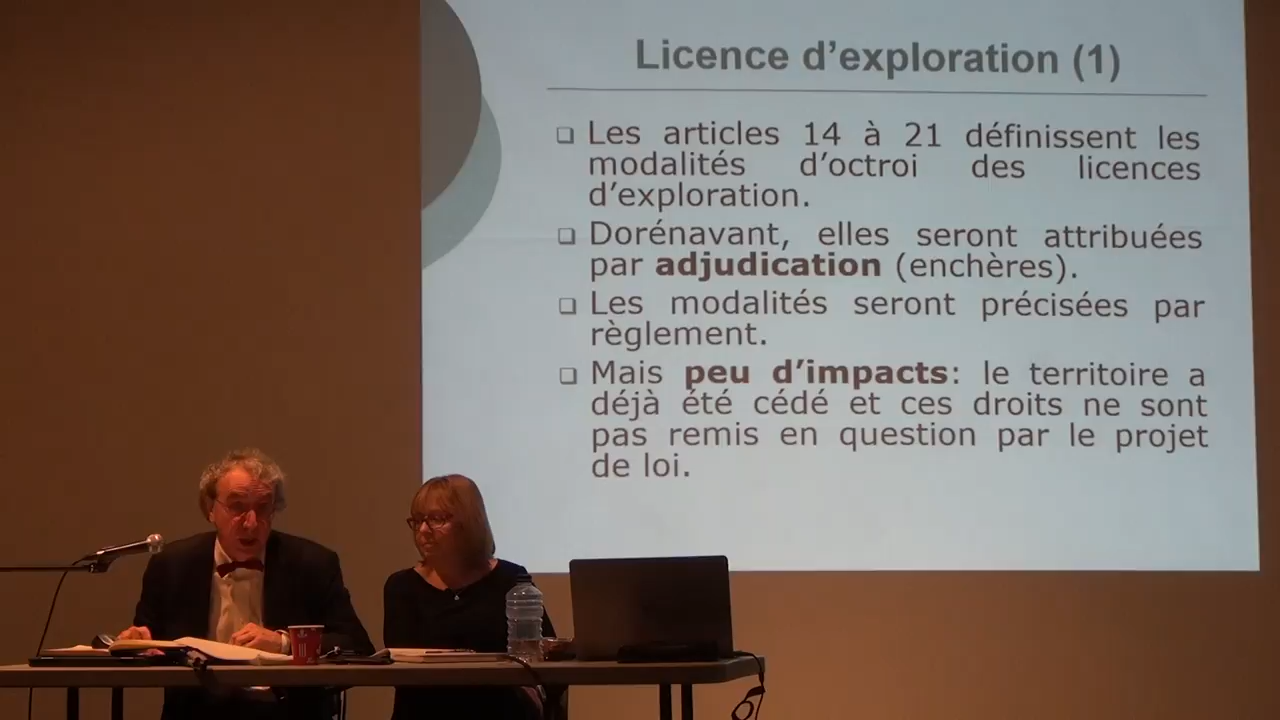 Licence d'exploration (1)
❑ Les articles 14 à 21 définissent les
modalités d'octroi des licences
d'exploration.
❑ Dorénavant, elles seront attribuées
par adjudication (enchères).
❑ Les modalités seront précisées par
règlement.
❑ Mais peu d'impacts: le territoire a
déjà été cédé et ces droits ne sont
pas remis en question par le projet
de loi.